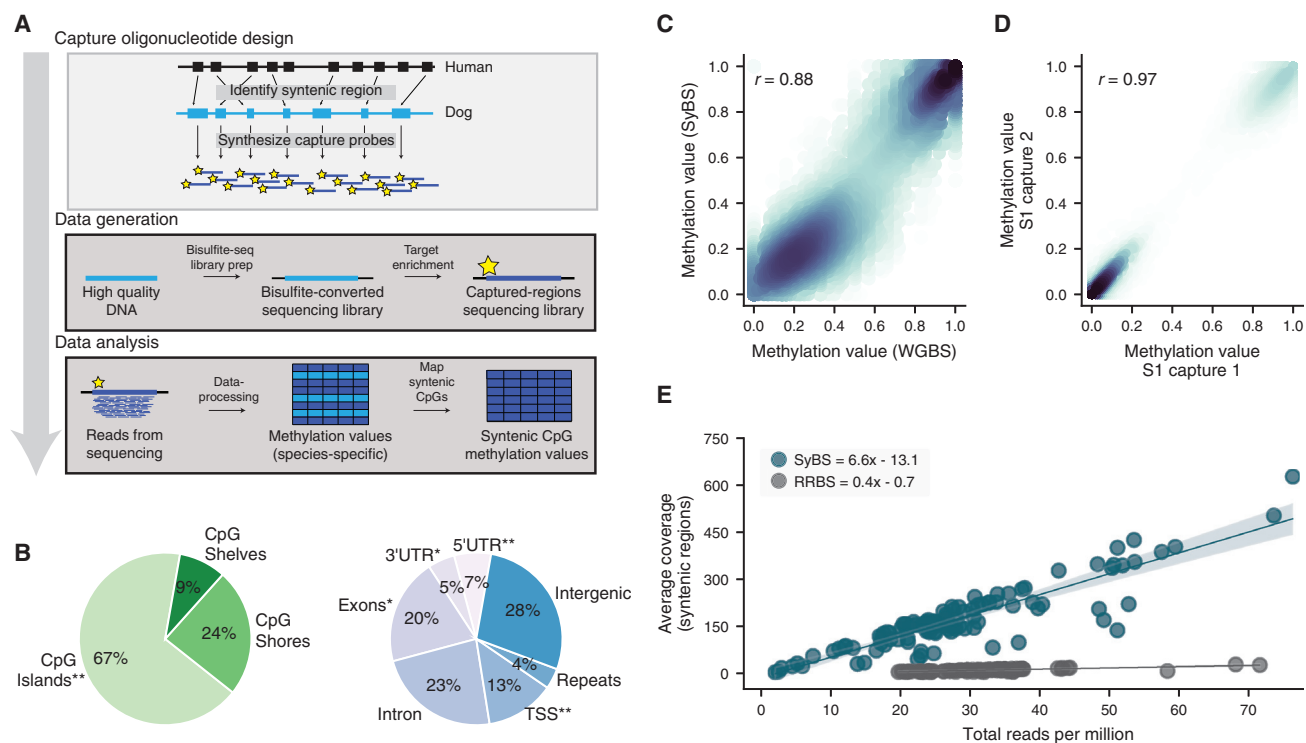 A
Capture oligonucleotide design
Human
Identify syntenic region
Dog
Synthesize capture probes
Data generation
Bisulfite-seq
library prep
Target
enrichment
High quality
DNA
Bisulfite-converted
sequencing library
Captured-regions
sequencing library
Data analysis
Data-
processing
Map
syntenic
CpGs
Reads from
sequencing
Methylation values
(species-specific)
Syntenic CpG
methylation values
B
CpG
Shelves
9%
CpG
Shores
24%
CpG
Islands**
67%
3'UTR*
5%
5'UTR**
7%
Exons*
20%
Intergenic
28%
4%
Repeats
23%
Intron
13%
TSS**
C
r = 0.88
Methylation value (SyBS)
1.0
0.8
0.6
0.4
0.2
0.0
0.0 0.2 0.4 0.6 0.8 1.0
Methylation value (WGBS)
D
r = 0.97
Methylation value
S1 capture 2
1.0
0.8
0.6
0.4
0.2
0.0
0.0 0.2 0.4 0.6 0.8 1.0
Methylation value
S1 capture 1
E
Average coverage
(syntenic regions)
750
600
450
300
150
0
SyBS = 6.6x - 13.1
RRBS = 0.4x - 0.7
0 10 20 30 40 50 60 70
Total reads per million